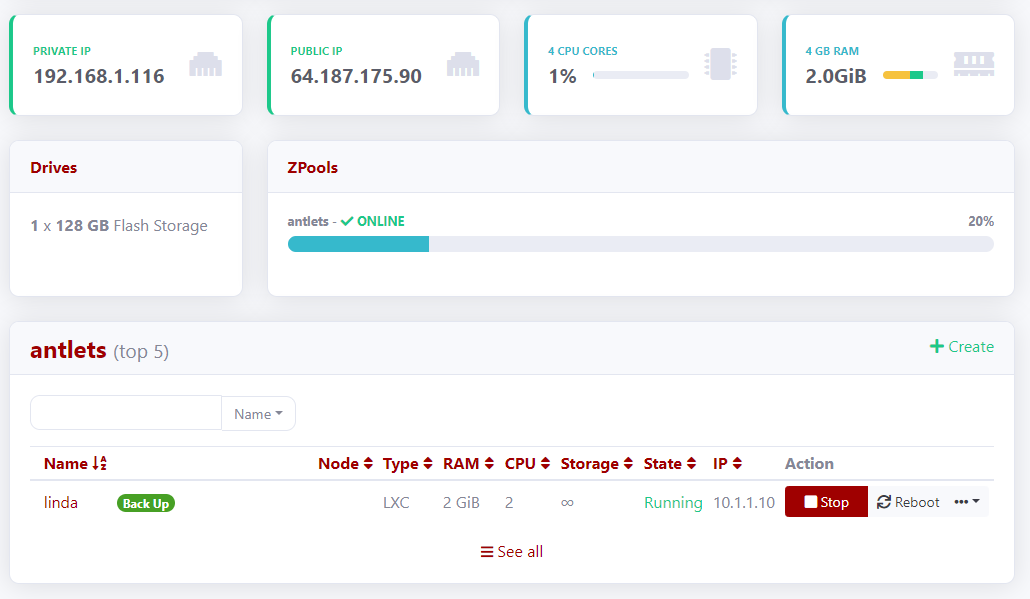 PRIVATE IP
192.168.1.116
PUBLIC IP
64.187.175.90
4 CPU CORES
1%
4 GB RAM
2.0GiB
Drives
1 x 128 GB Flash Storage
ZPools
antlets - ONLINE
20%
antlets (top 5)
Create
Name
Name Node Type RAM CPU Storage State IP Action
linda Back Up LXC 2 GiB 2 ∞ Running 10.1.1.10 Stop Reboot
See all